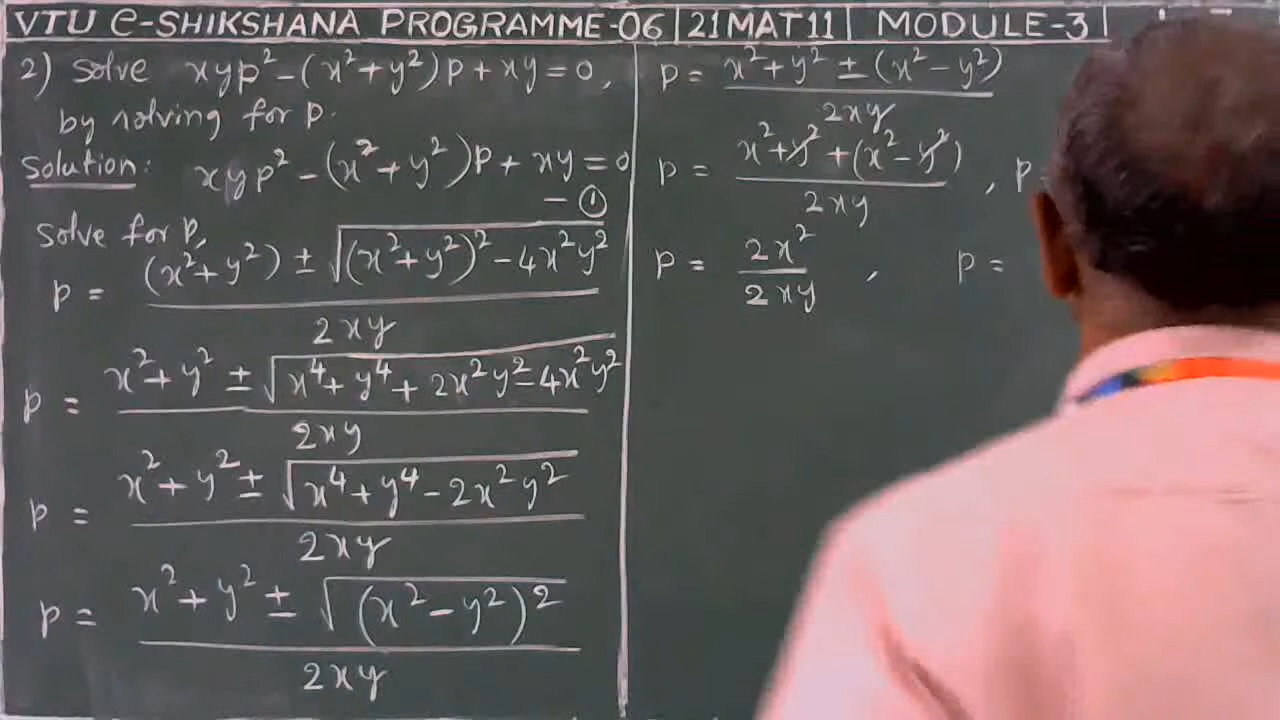 VTU e-SHIKSHANA PROGRAMME-06 | 21MAT11 | MODULE-3 |
2) Solve xyp² - (x² + y²)p + xy = 0,
by solving for p.
Solution: xyp² - (x² + y²)p + xy = 0
- ①
Solve for p,
p = ((x² + y²) ± √((x² + y²)² - 4x²y²)) / 2xy
p = (x² + y² ± √(x⁴ + y⁴ + 2x²y² - 4x²y²)) / 2xy
p = (x² + y² ± √(x⁴ + y⁴ - 2x²y²)) / 2xy
p = (x² + y² ± √((x² - y²)²)) / 2xy
p = (x² + y² ± (x² - y²)) / 2xy
p = (x² + y² + (x² - y²)) / 2xy , p
p = 2x² / 2xy , p =